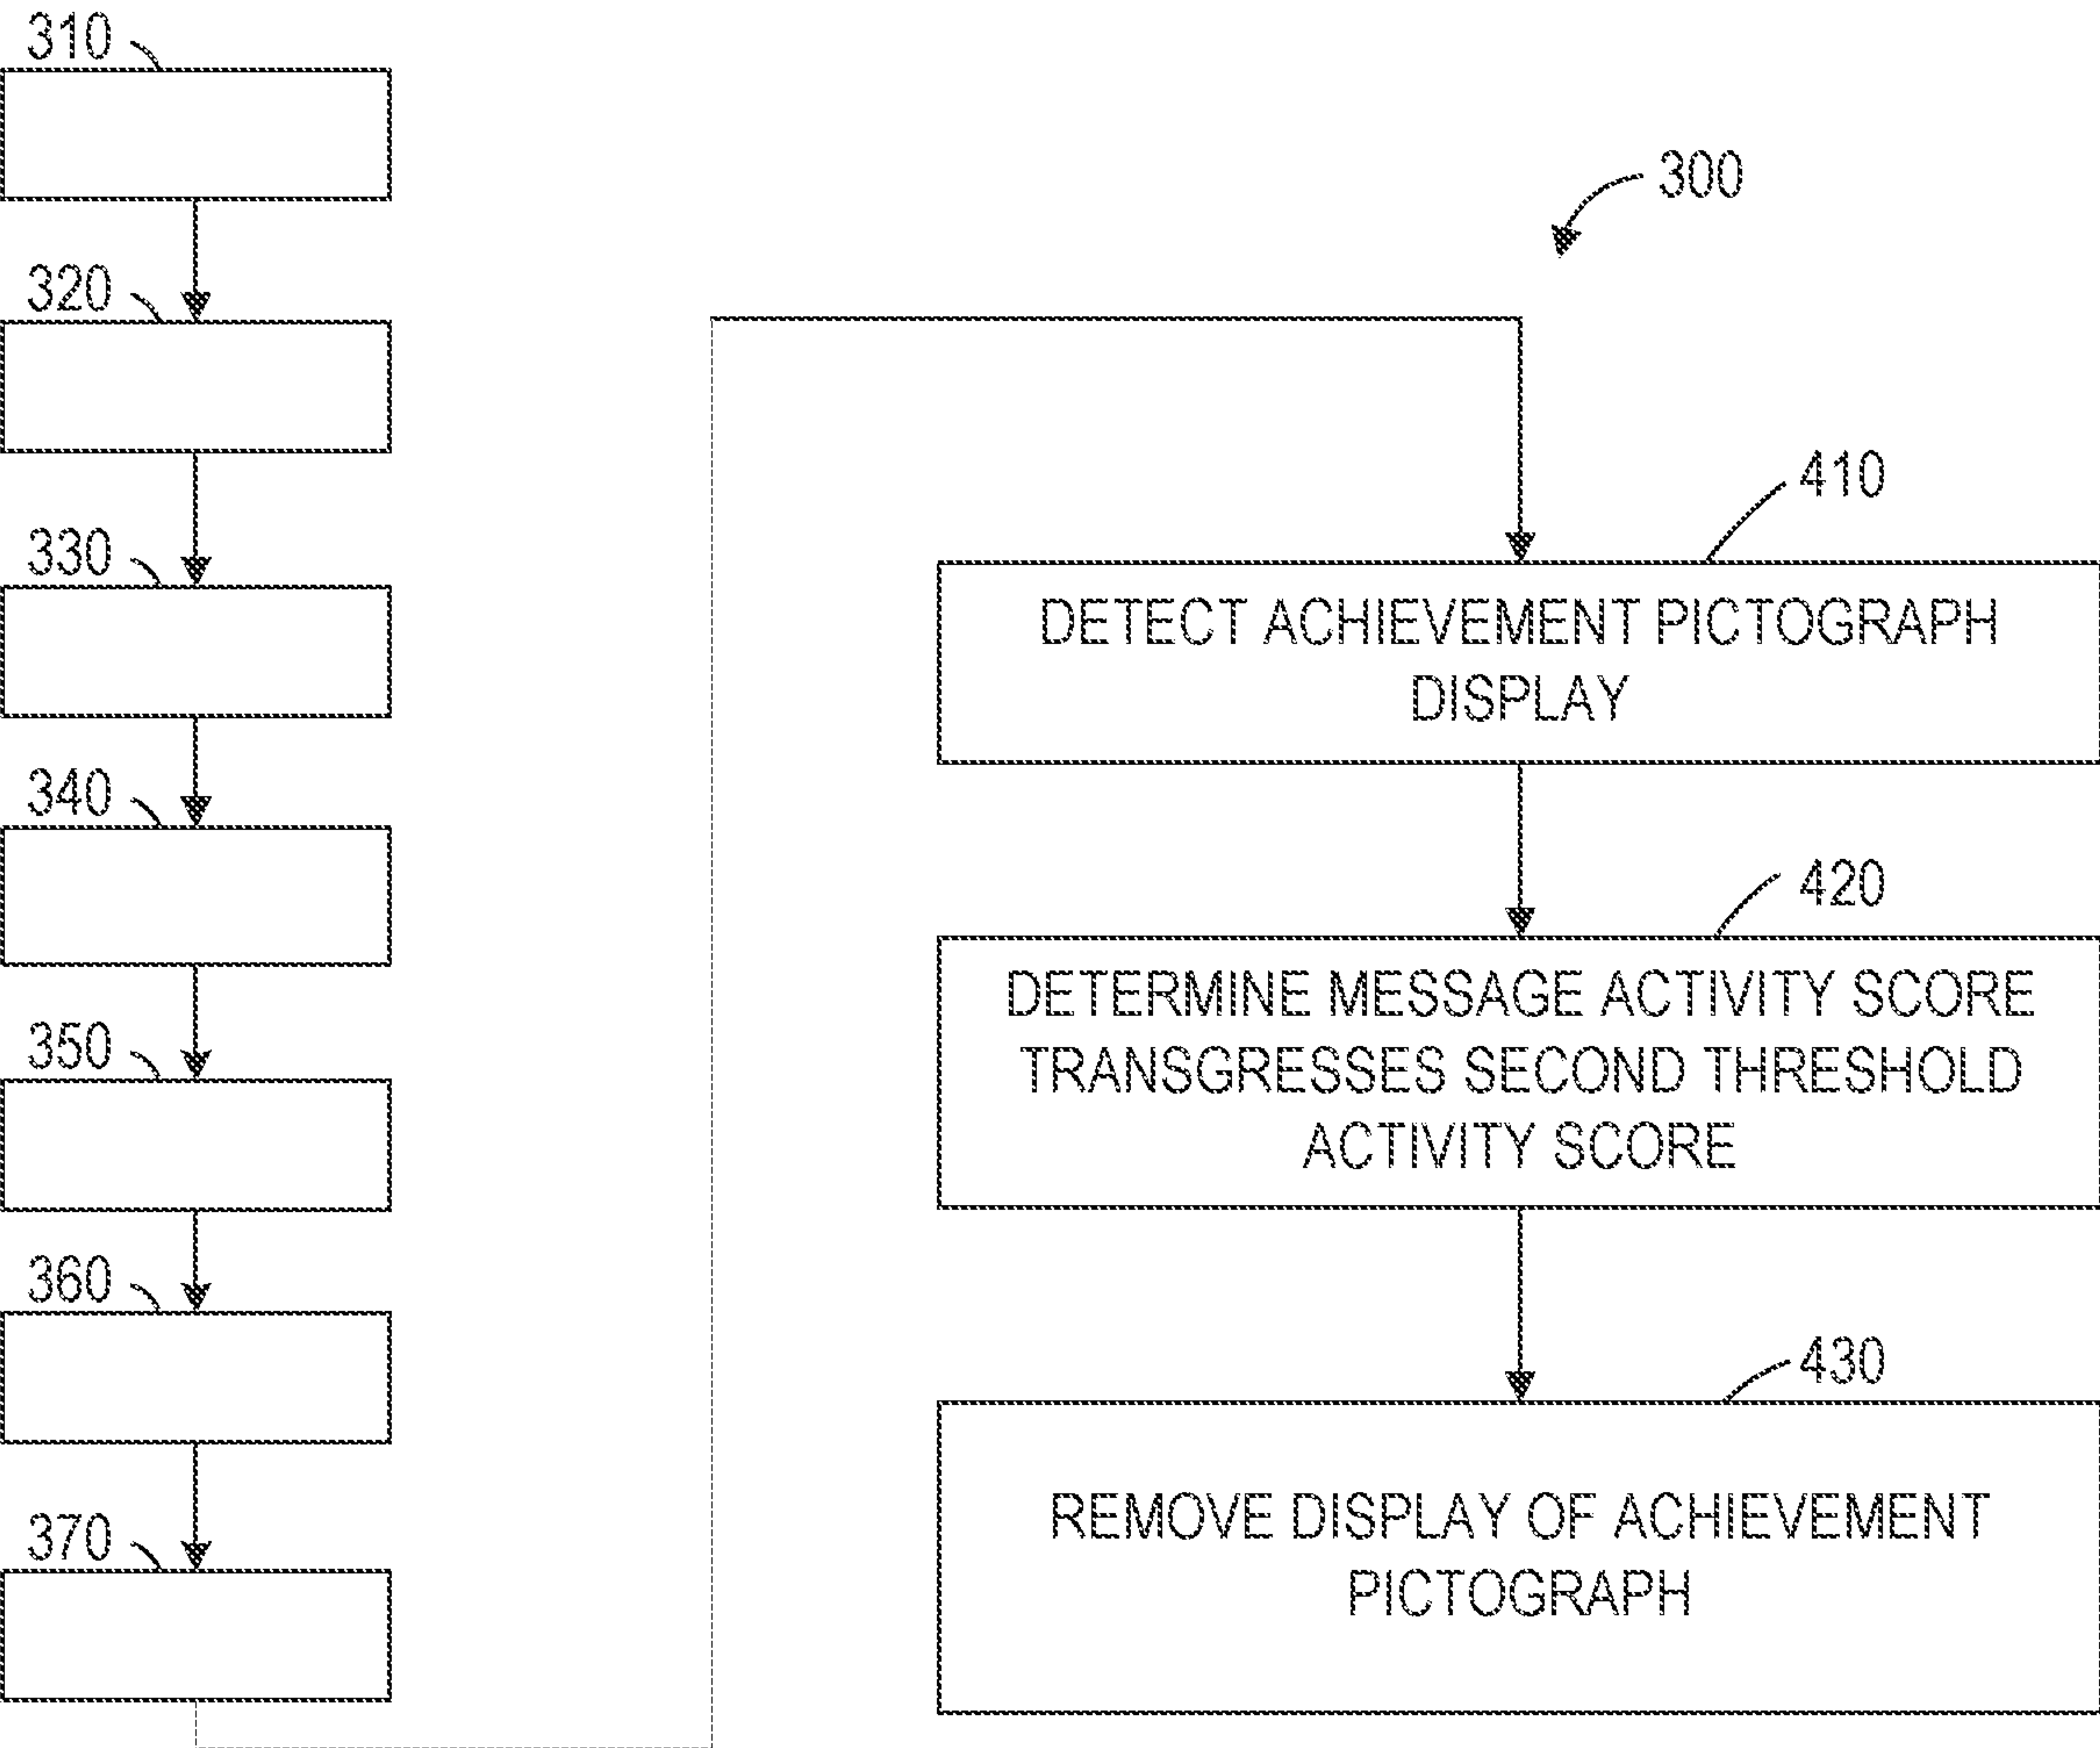 310
320
330
340
350
360
370
300
410
DETECT ACHIEVEMENT PICTOGRAPH
DISPLAY
420
DETERMINE MESSAGE ACTIVITY SCORE
TRANSGRESSES SECOND THRESHOLD
ACTIVITY SCORE
430
REMOVE DISPLAY OF ACHIEVEMENT
PICTOGRAPH